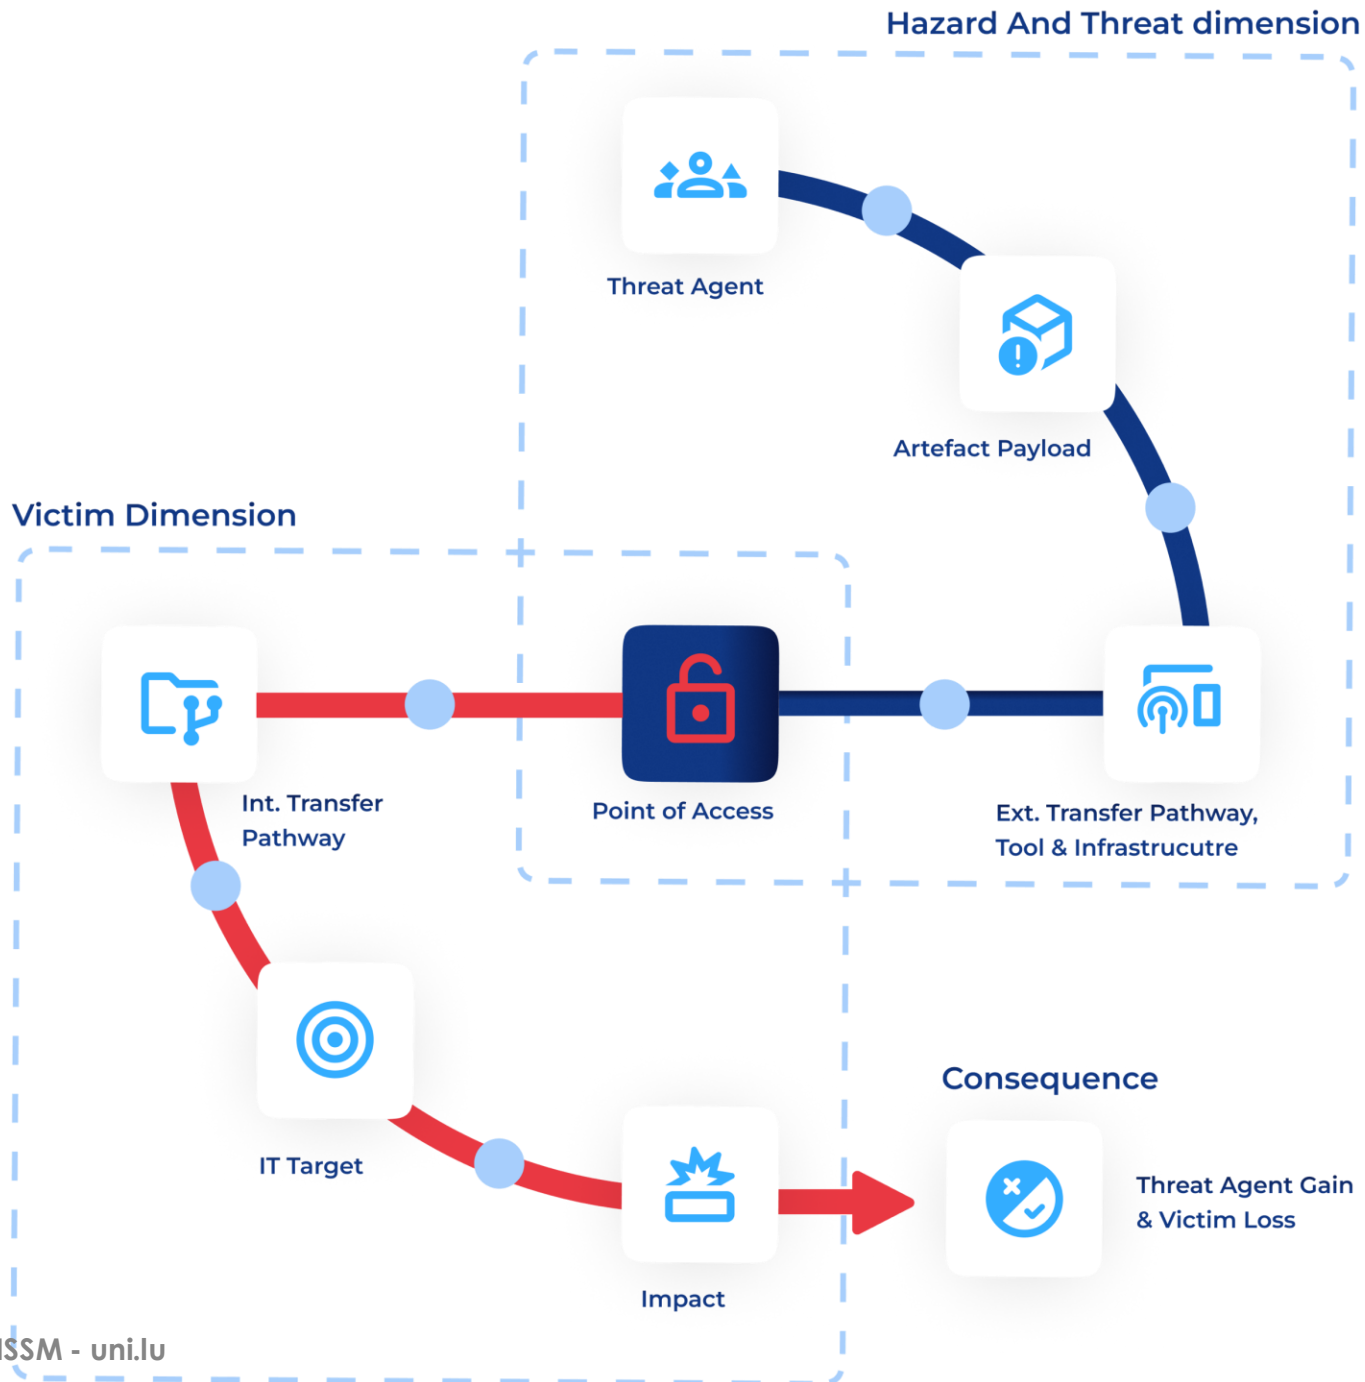 Hazard And Threat dimension
Threat Agent
Artefact Payload
Victim Dimension
Int. Transfer
Pathway
Point of Access
Ext. Transfer Pathway,
Tool & Infrastrucutre
IT Target
Consequence
Threat Agent Gain
& Victim Loss
Impact
ISSM - uni.lu